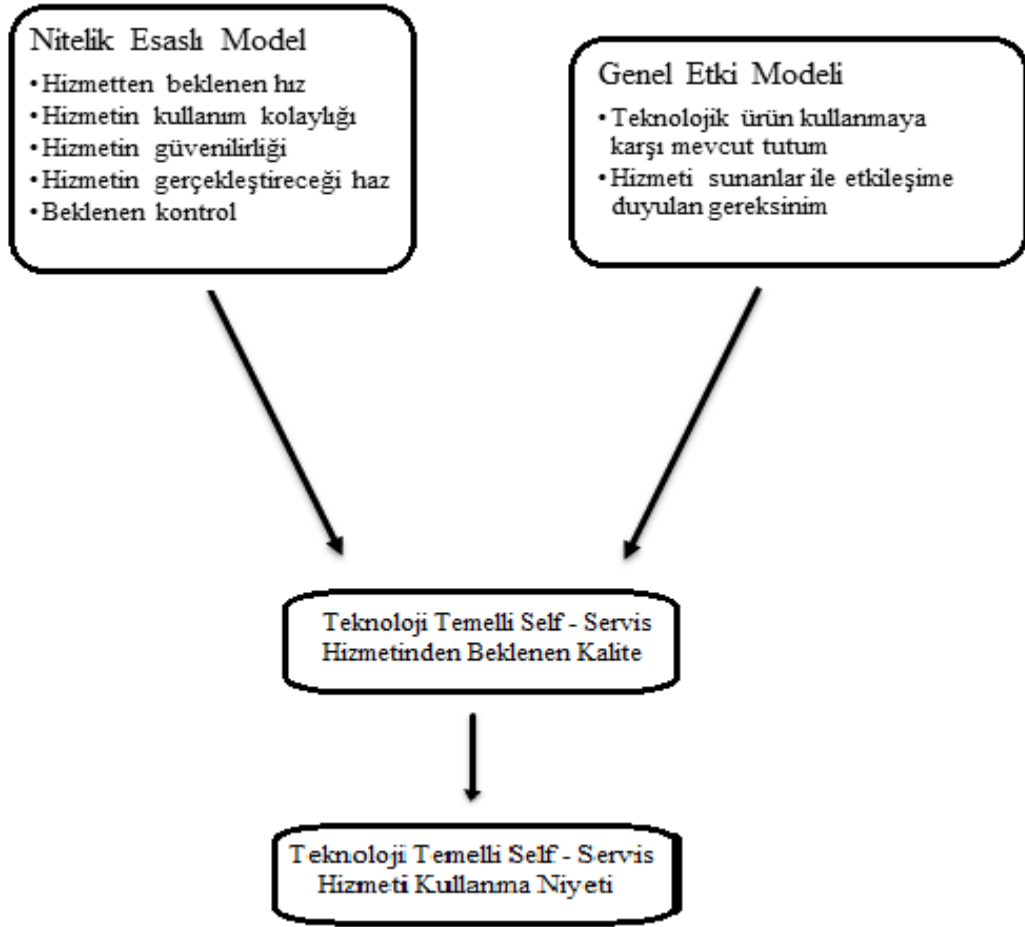 Nitelik Esaslı Model
•Hizmetten beklenen hız
•Hizmetin kullanım kolaylığı
•Hizmetin güvenilirliği
•Hizmetin gerçekleştireceği haz
•Beklenen kontrol
Genel Etki Modeli
•Teknolojik ürün kullanmaya
karşı mevcut tutum
•Hizmeti sunanlar ile etkileşime
duyulan gereksinim
Teknoloji Temelli Self - Servis
Hizmetinden Beklenen Kalite
Teknoloji Temelli Self - Servis
Hizmeti Kullanma Niyeti